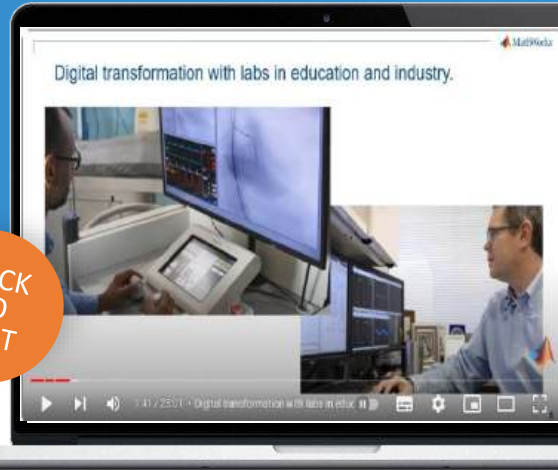 MathWorks
Digital transformation with labs in education and industry.
CK
O
T
1:41 / 25:01 • Digital transformation with labs in educ